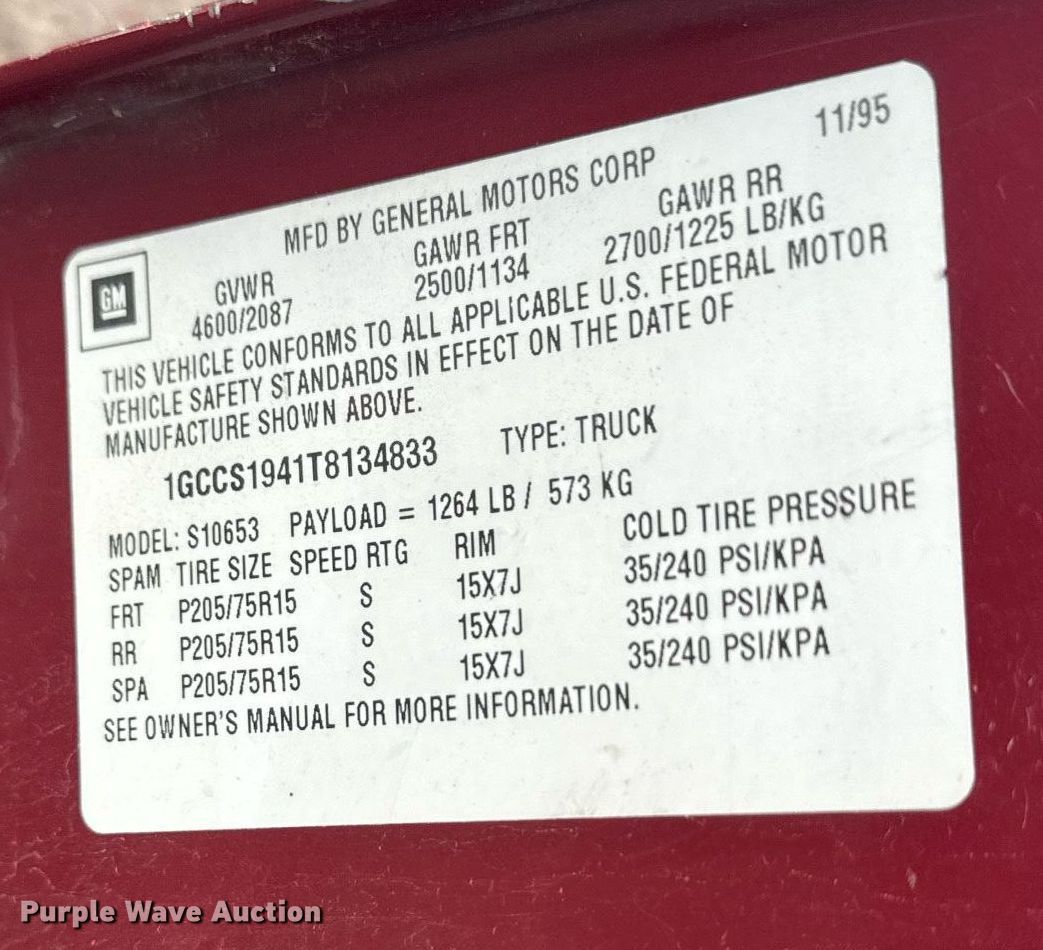 11/95
MFD BY GENERAL MOTORS CORP
GM
GVWR GAWR FRT GAWR RR
4600/2087 2500/1134 2700/1225 LB/KG
THIS VEHICLE CONFORMS TO ALL APPLICABLE U.S. FEDERAL MOTOR
VEHICLE SAFETY STANDARDS IN EFFECT ON THE DATE OF
MANUFACTURE SHOWN ABOVE.
1GCCS1941T8134833 TYPE: TRUCK
MODEL: S10653 PAYLOAD = 1264 LB / 573 KG
SPAM TIRE SIZE SPEED RTG RIM COLD TIRE PRESSURE
FRT P205/75R15 S 15X7J 35/240 PSI/KPA
RR P205/75R15 S 15X7J 35/240 PSI/KPA
SPA P205/75R15 S 15X7J 35/240 PSI/KPA
SEE OWNER'S MANUAL FOR MORE INFORMATION.
Purple Wave Auction